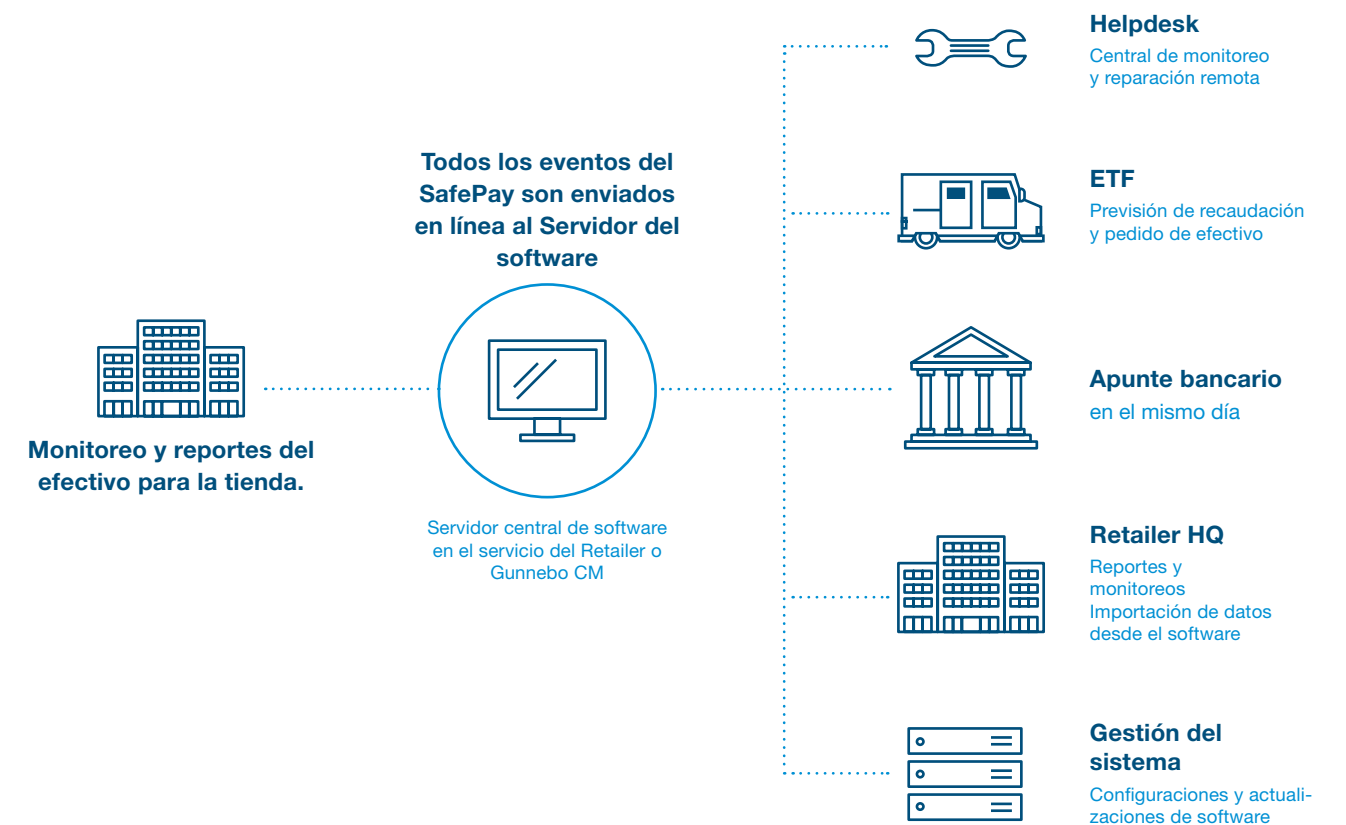 Monitoreo y reportes del
efectivo para la tienda.
Todos los eventos del
SafePay son enviados
en línea al Servidor del
software
Servidor central de software
en el servicio del Retailer o
Gunnebo CM
Helpdesk
Central de monitoreo
y reparación remota
ETF
Previsión de recaudación
y pedido de efectivo
Apunte bancario
en el mismo día
Retailer HQ
Reportes y
monitoreos
Importación de datos
desde el software
Gestión del
sistema
Configuraciones y actuali-
zaciones de software